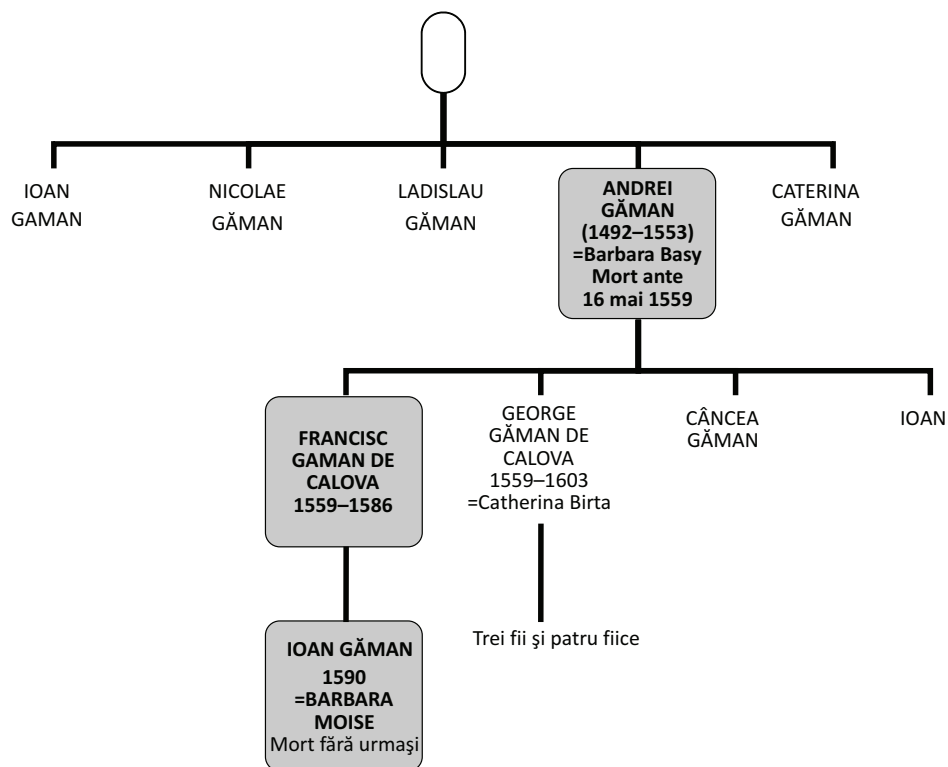 IOAN
GAMAN
NICOLAE
GĂMAN
LADISLAU
GĂMAN
ANDREI
GĂMAN
(1492–1553)
=Barbara Basy
Mort ante
16 mai 1559
CATERINA
GĂMAN
FRANCISC
GAMAN DE
CALOVA
1559–1586
GEORGE
GĂMAN DE
CALOVA
1559–1603
=Catherina Birta
CÂNCEA
GĂMAN
IOAN
IOAN GĂMAN
1590
=BARBARA
MOISE
Mort fără urmaşi
Trei fii şi patru fiice